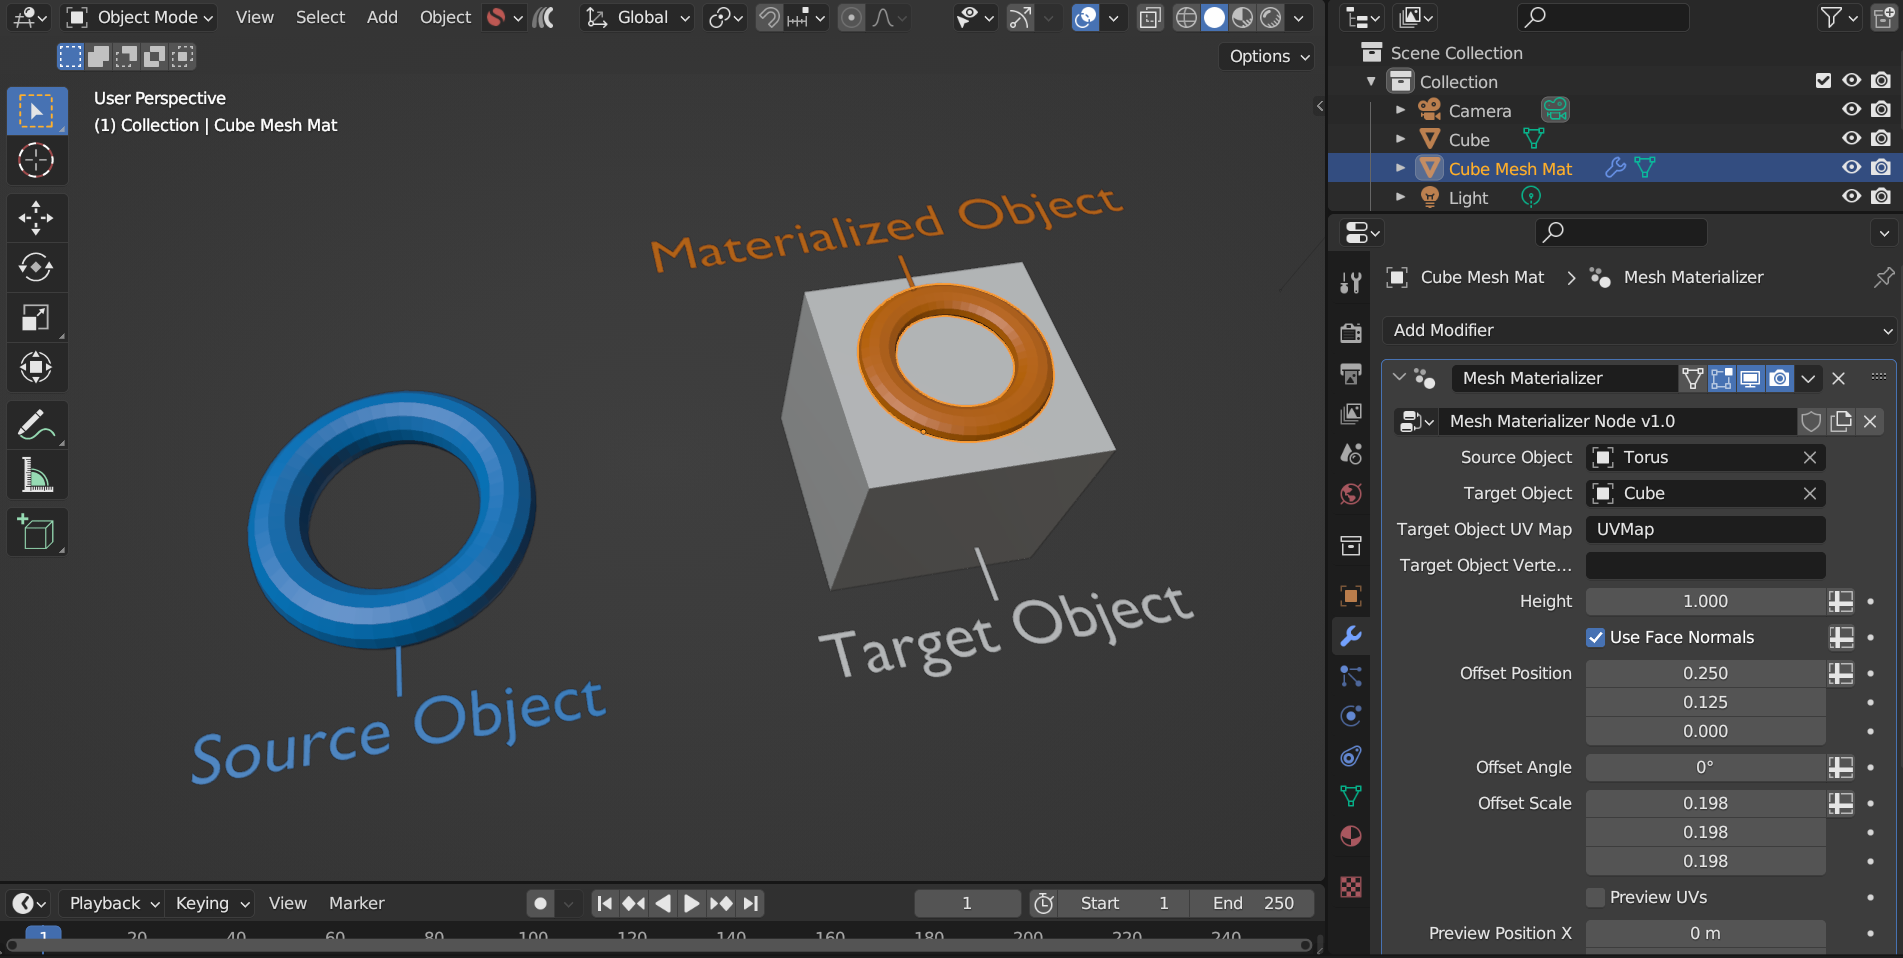 Object Mode View Select Add Object Global
Options
User Perspective
(1) Collection | Cube Mesh Mat
Materialized Object
Target Object
Source Object
Playback Keying View Marker 1 Start 1 End 250
1 20 40 60 80 100 120 140 160 180 200 220 240
Scene Collection
Collection
Camera
Cube
Cube Mesh Mat
Light
Cube Mesh Mat > Mesh Materializer
Add Modifier
Mesh Materializer
Mesh Materializer Node v1.0
Source Object Torus
Target Object Cube
Target Object UV Map UVMap
Target Object Verte...
Height 1.000
Use Face Normals
Offset Position 0.250
0.125
0.000
Offset Angle 0°
Offset Scale 0.198
0.198
0.198
Preview UVs
Preview Position X 0 m